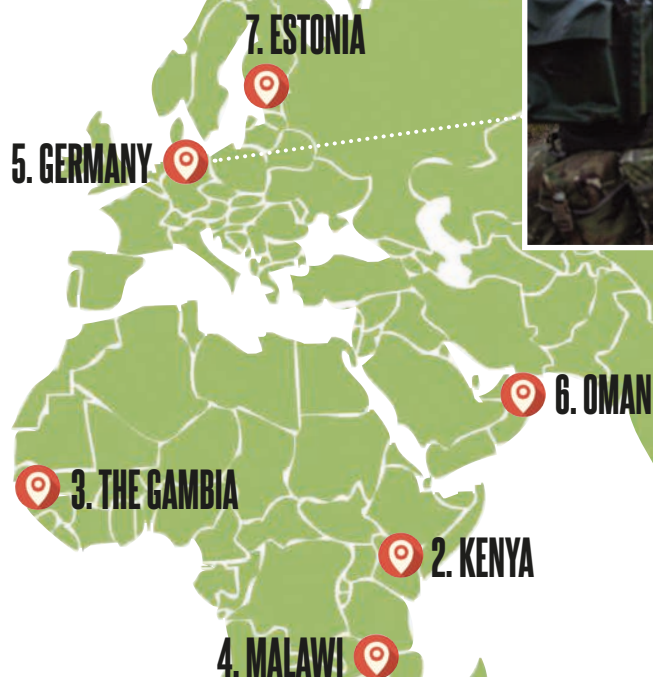 7. ESTONIA
5. GERMANY
6. OMAN
3. THE GAMBIA
2. KENYA
4. MALAWI